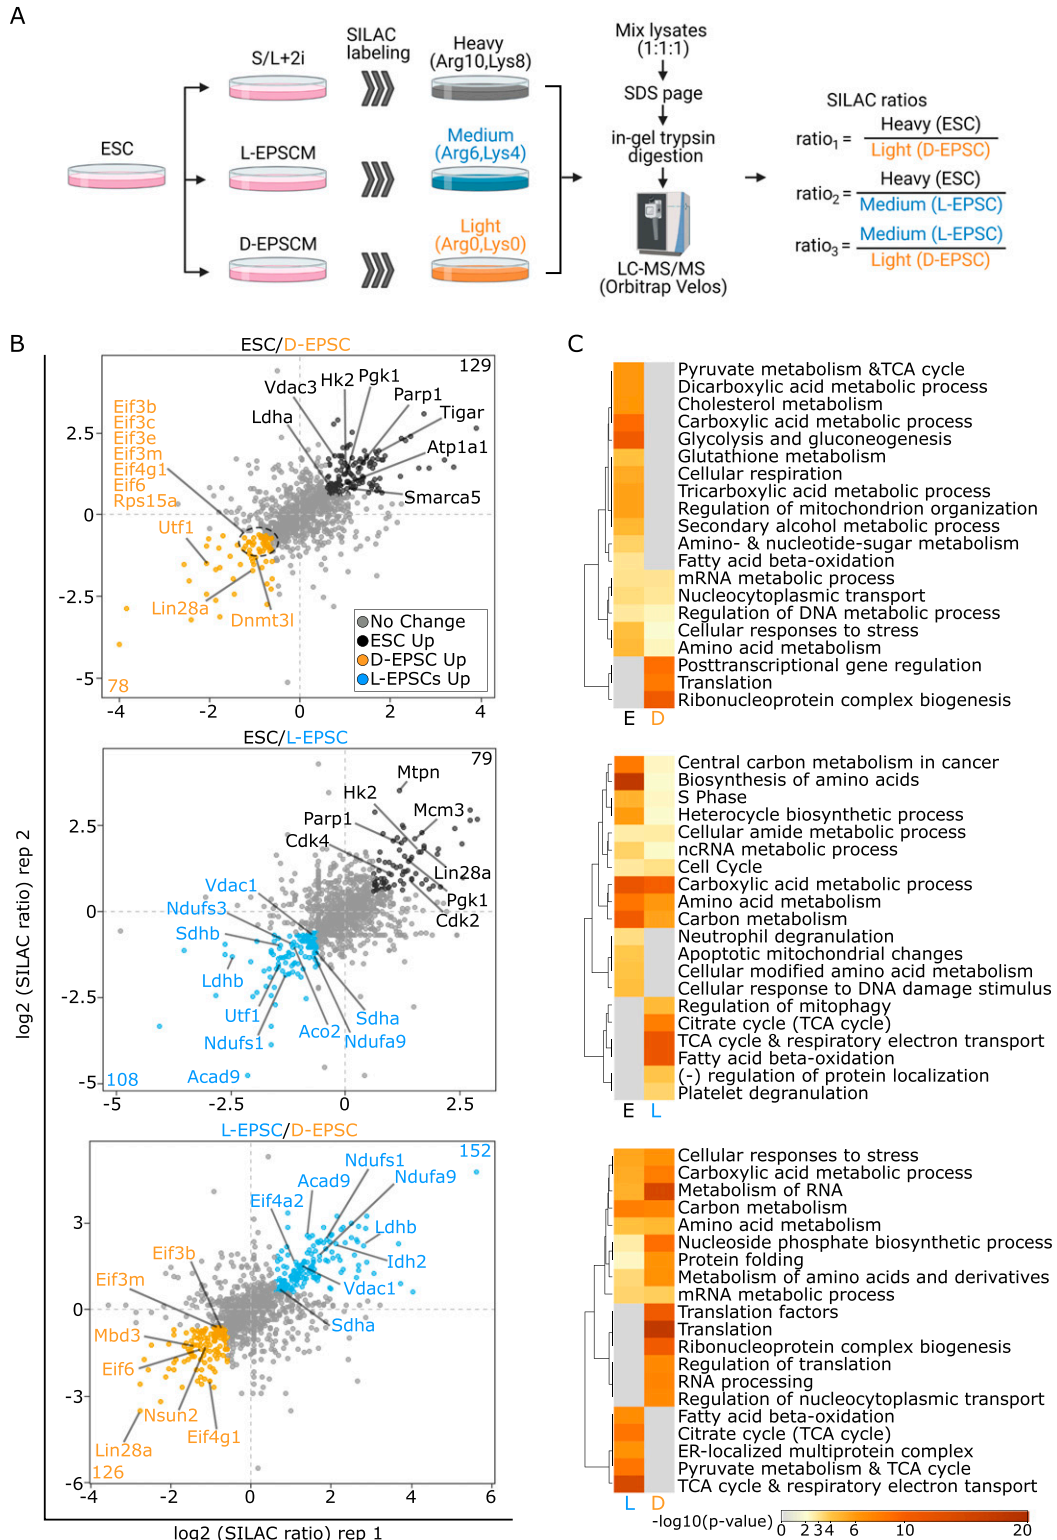 A
SILAC
labeling
S/L+2i
Heavy
(Arg10,Lys8)
ESC
L-EPSCM
Medium
(Arg6,Lys4)
D-EPSCM
Light
(Arg0,Lys0)
Mix lysates
(1:1:1)
SDS page
in-gel trypsin
digestion
LC-MS/MS
(Orbitrap Velos)
SILAC ratios
ratio1 = Heavy (ESC)
Light (D-EPSC)
ratio2 = Heavy (ESC)
Medium (L-EPSC)
ratio3 = Medium (L-EPSC)
Light (D-EPSC)
B
log2 (SILAC ratio) rep 2
ESC/D-EPSC
129
Vdac3
Hk2
Pgk1
Parp1
Ldha
Tigar
Atp1a1
Smarca5
Eif3b
Eif3c
Eif3e
Eif3m
Eif4g1
Eif6
Rps15a
Utf1
Lin28a
Dnmt3l
No Change
ESC Up
D-EPSC Up
L-EPSCs Up
78
2.5
0
-2.5
-5
-4 -2 0 2 4
ESC/L-EPSC
79
Mtpn
Hk2
Mcm3
Parp1
Cdk4
Lin28a
Pgk1
Cdk2
Vdac1
Ndufs3
Sdhb
Ldhb
Utf1
Ndufs1
Aco2
Sdha
Ndufa9
Acad9
108
2.5
0
-2.5
-5
-5 -2.5 0 2.5
L-EPSC/D-EPSC
152
Ndufs1
Acad9
Ndufa9
Eif4a2
Ldhb
Idh2
Vdac1
Sdha
Eif3b
Eif3m
Mbd3
Eif6
Nsun2
Eif4g1
Lin28a
126
3
0
-3
-6
-4 -2 0 2 4 6
log2 (SILAC ratio) rep 1
C
Pyruvate metabolism &TCA cycle
Dicarboxylic acid metabolic process
Cholesterol metabolism
Carboxylic acid metabolic process
Glycolysis and gluconeogenesis
Glutathione metabolism
Cellular respiration
Tricarboxylic acid metabolic process
Regulation of mitochondrion organization
Secondary alcohol metabolic process
Amino- & nucleotide-sugar metabolism
Fatty acid beta-oxidation
mRNA metabolic process
Nucleocytoplasmic transport
Regulation of DNA metabolic process
Cellular responses to stress
Amino acid metabolism
Posttranscriptional gene regulation
Translation
Ribonucleoprotein complex biogenesis
E D
Central carbon metabolism in cancer
Biosynthesis of amino acids
S Phase
Heterocycle biosynthetic process
Cellular amide metabolic process
ncRNA metabolic process
Cell Cycle
Carboxylic acid metabolic process
Amino acid metabolism
Carbon metabolism
Neutrophil degranulation
Apoptotic mitochondrial changes
Cellular modified amino acid metabolism
Cellular response to DNA damage stimulus
Regulation of mitophagy
Citrate cycle (TCA cycle)
TCA cycle & respiratory electron transport
Fatty acid beta-oxidation
(-) regulation of protein localization
Platelet degranulation
E L
Cellular responses to stress
Carboxylic acid metabolic process
Metabolism of RNA
Carbon metabolism
Amino acid metabolism
Nucleoside phosphate biosynthetic process
Protein folding
Metabolism of amino acids and derivatives
mRNA metabolic process
Translation factors
Translation
Ribonucleoprotein complex biogenesis
Regulation of translation
RNA processing
Regulation of nucleocytoplasmic transport
Fatty acid beta-oxidation
Citrate cycle (TCA cycle)
ER-localized multiprotein complex
Pyruvate metabolism & TCA cycle
TCA cycle & respiratory electron tansport
L D
-log10(p-value)
0 2 3 4 6 10 20